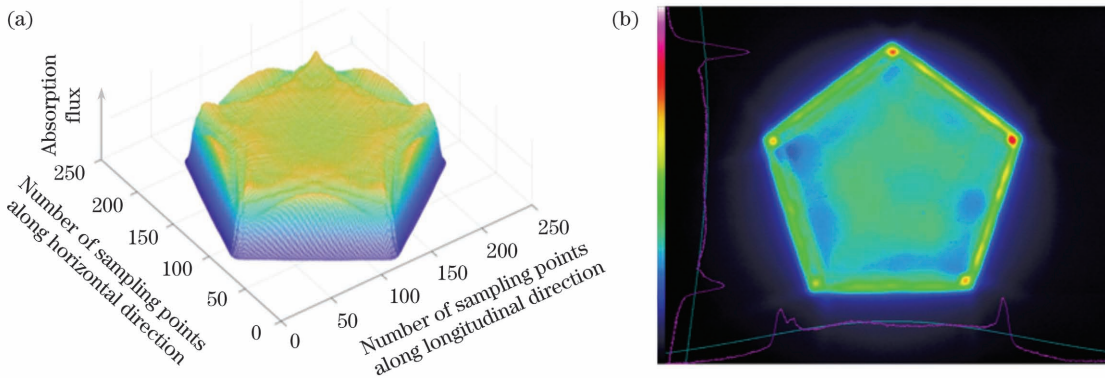 (a)
Absorption
flux
250
200
150
100
50
0
Number of sampling points
along horizontal direction
0
50
100
150
200
250
Number of sampling points
along longitudinal direction
(b)